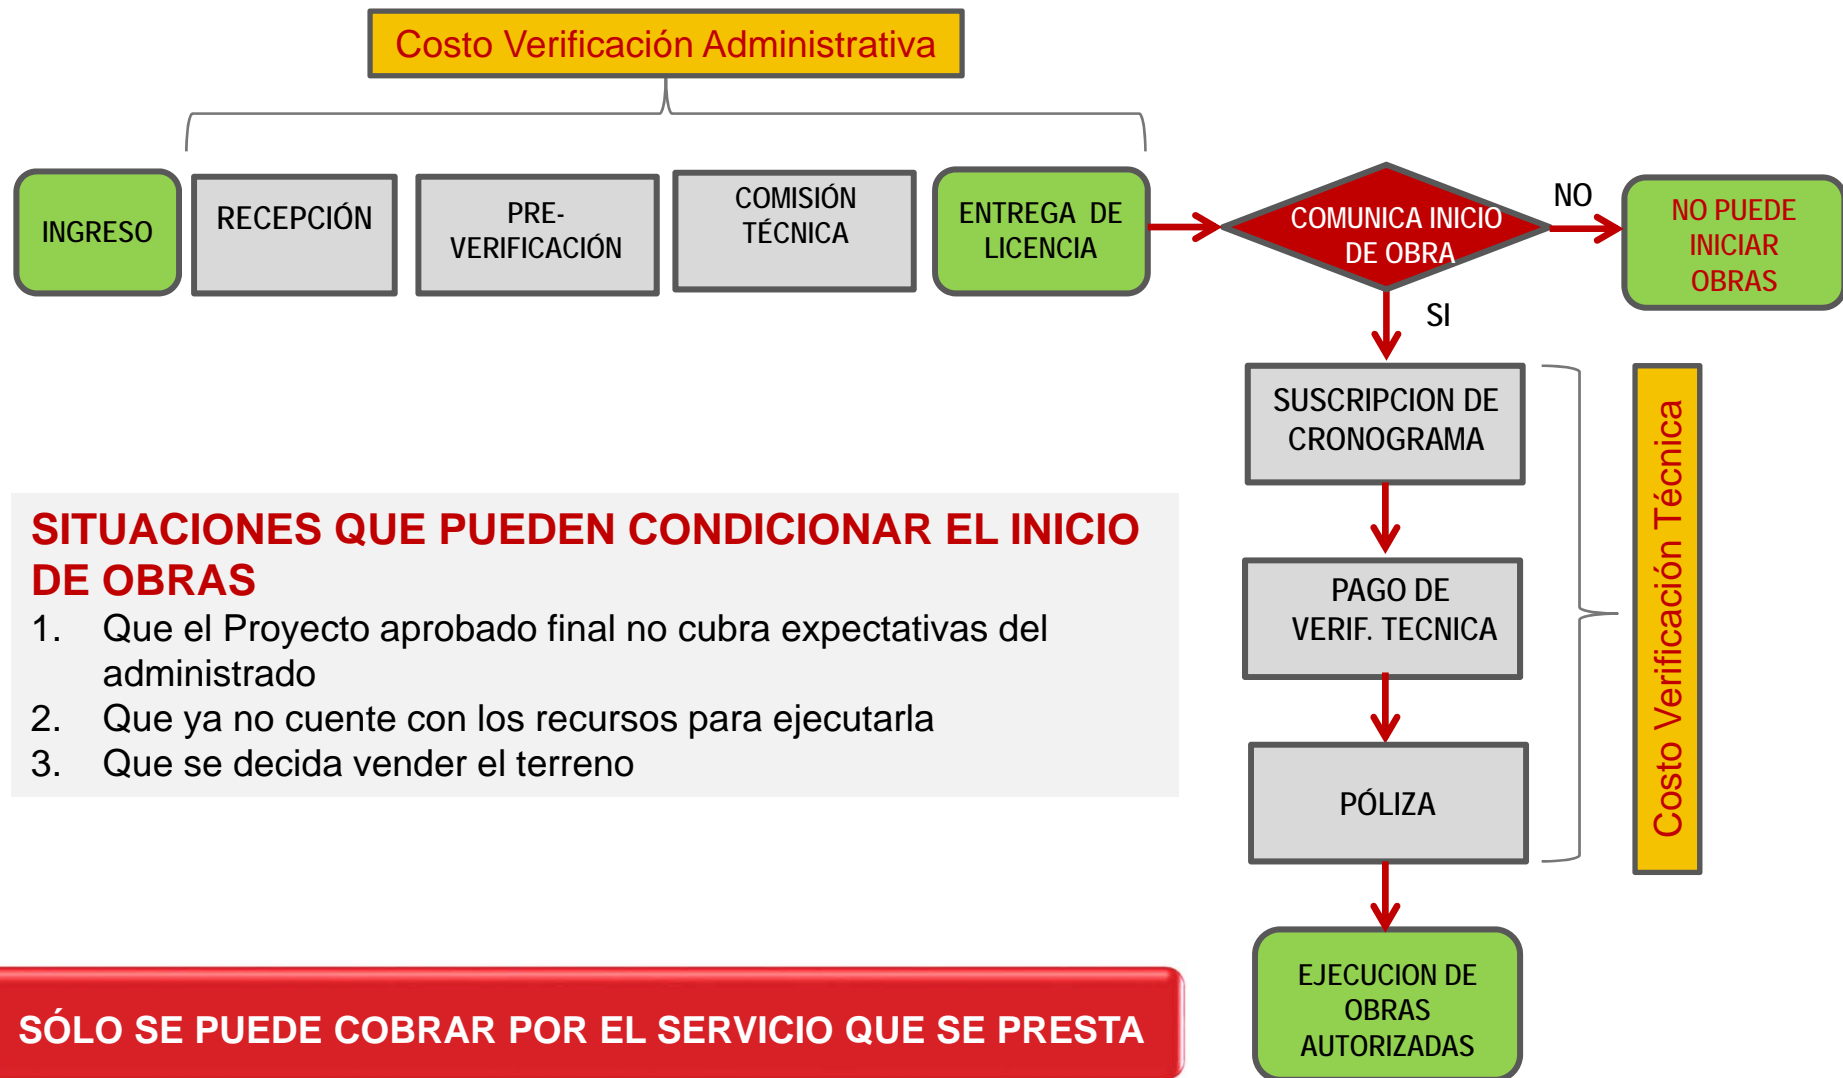 Costo Verificación Administrativa
INGRESO
RECEPCIÓN
PRE-
VERIFICACIÓN
COMISIÓN
TÉCNICA
ENTREGA DE
LICENCIA
COMUNICA INICIO
DE OBRA
NO
NO PUEDE
INICIAR
OBRAS
SI
SUSCRIPCION DE
CRONOGRAMA
PAGO DE
VERIF. TECNICA
PÓLIZA
Costo Verificación Técnica
EJECUCION DE
OBRAS
AUTORIZADAS
SITUACIONES QUE PUEDEN CONDICIONAR EL INICIO
DE OBRAS
1. Que el Proyecto aprobado final no cubra expectativas del
administrado
2. Que ya no cuente con los recursos para ejecutarla
3. Que se decida vender el terreno
SÓLO SE PUEDE COBRAR POR EL SERVICIO QUE SE PRESTA